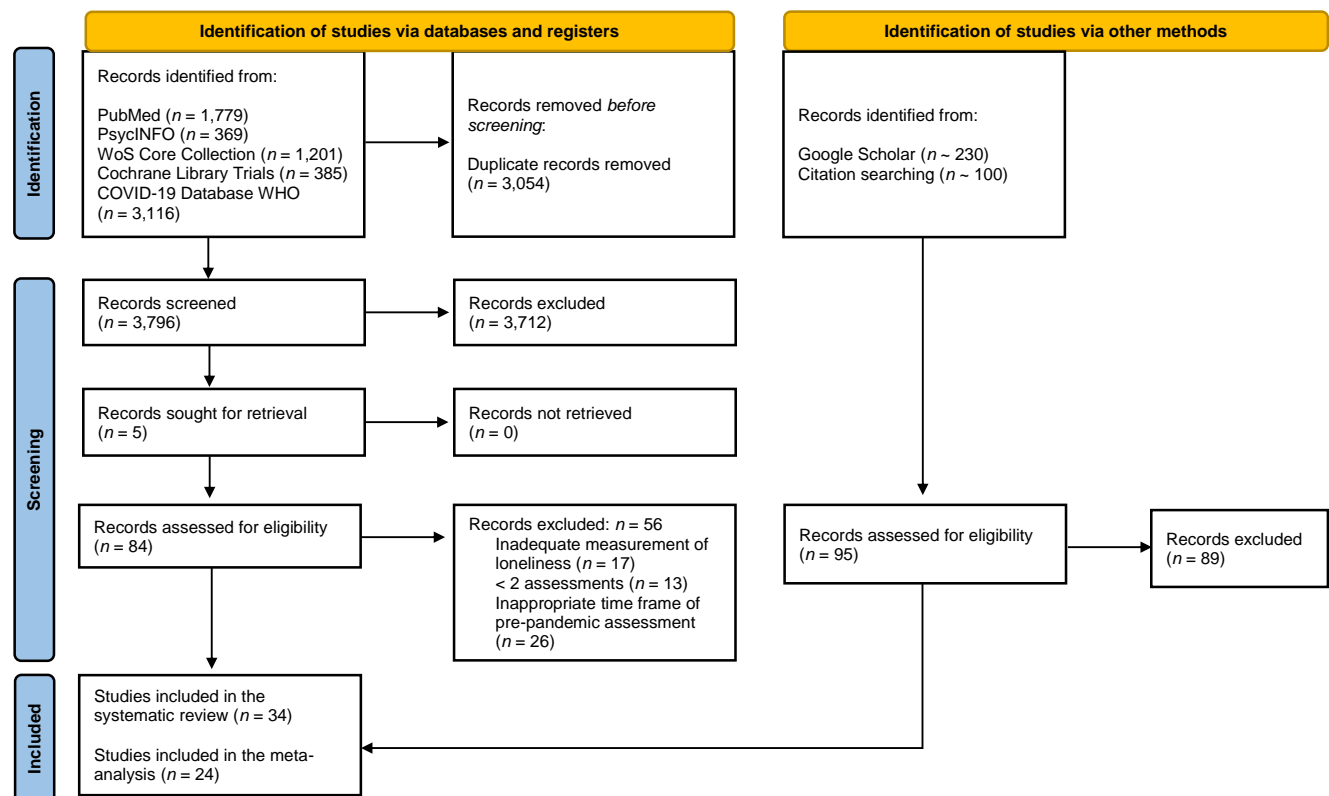 Identification of studies via databases and registers
Identification of studies via other methods
Identification
Records identified from:
PubMed (n = 1,779)
PsycINFO (n = 369)
WoS Core Collection (n = 1,201)
Cochrane Library Trials (n = 385)
COVID-19 Database WHO
(n = 3,116)
Records removed before
screening:
Duplicate records removed
(n = 3,054)
Records identified from:
Google Scholar (n ~ 230)
Citation searching (n ~ 100)
Screening
Records screened
(n = 3,796)
Records excluded
(n = 3,712)
Records sought for retrieval
(n = 5)
Records not retrieved
(n = 0)
Records assessed for eligibility
(n = 84)
Records excluded: n = 56
Inadequate measurement of
loneliness (n = 17)
< 2 assessments (n = 13)
Inappropriate time frame of
pre-pandemic assessment
(n = 26)
Records assessed for eligibility
(n = 95)
Records excluded
(n = 89)
Included
Studies included in the
systematic review (n = 34)
Studies included in the meta-
analysis (n = 24)